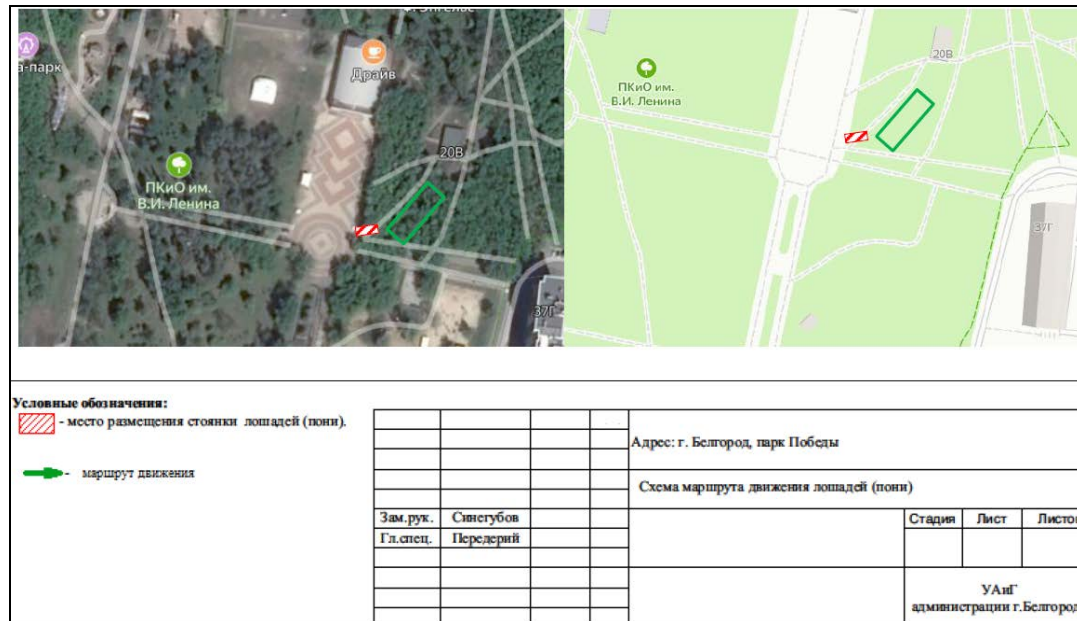 Драйв
а-парк
20В
ПКиО им.
В.И. Ленина
37Г
20В
ПКиО им.
В.И. Ленина
37Г
Условные обозначения:
- место размещения стоянки лошадей (пони).
- маршрут движения
Адрес: г. Белгород, парк Победы
Схема маршрута движения лошадей (пони)
Зам.рук. Синегубов
Гл.спец. Передерий
Стадия Лист Листов
УАиГ
администрации г.Белгород